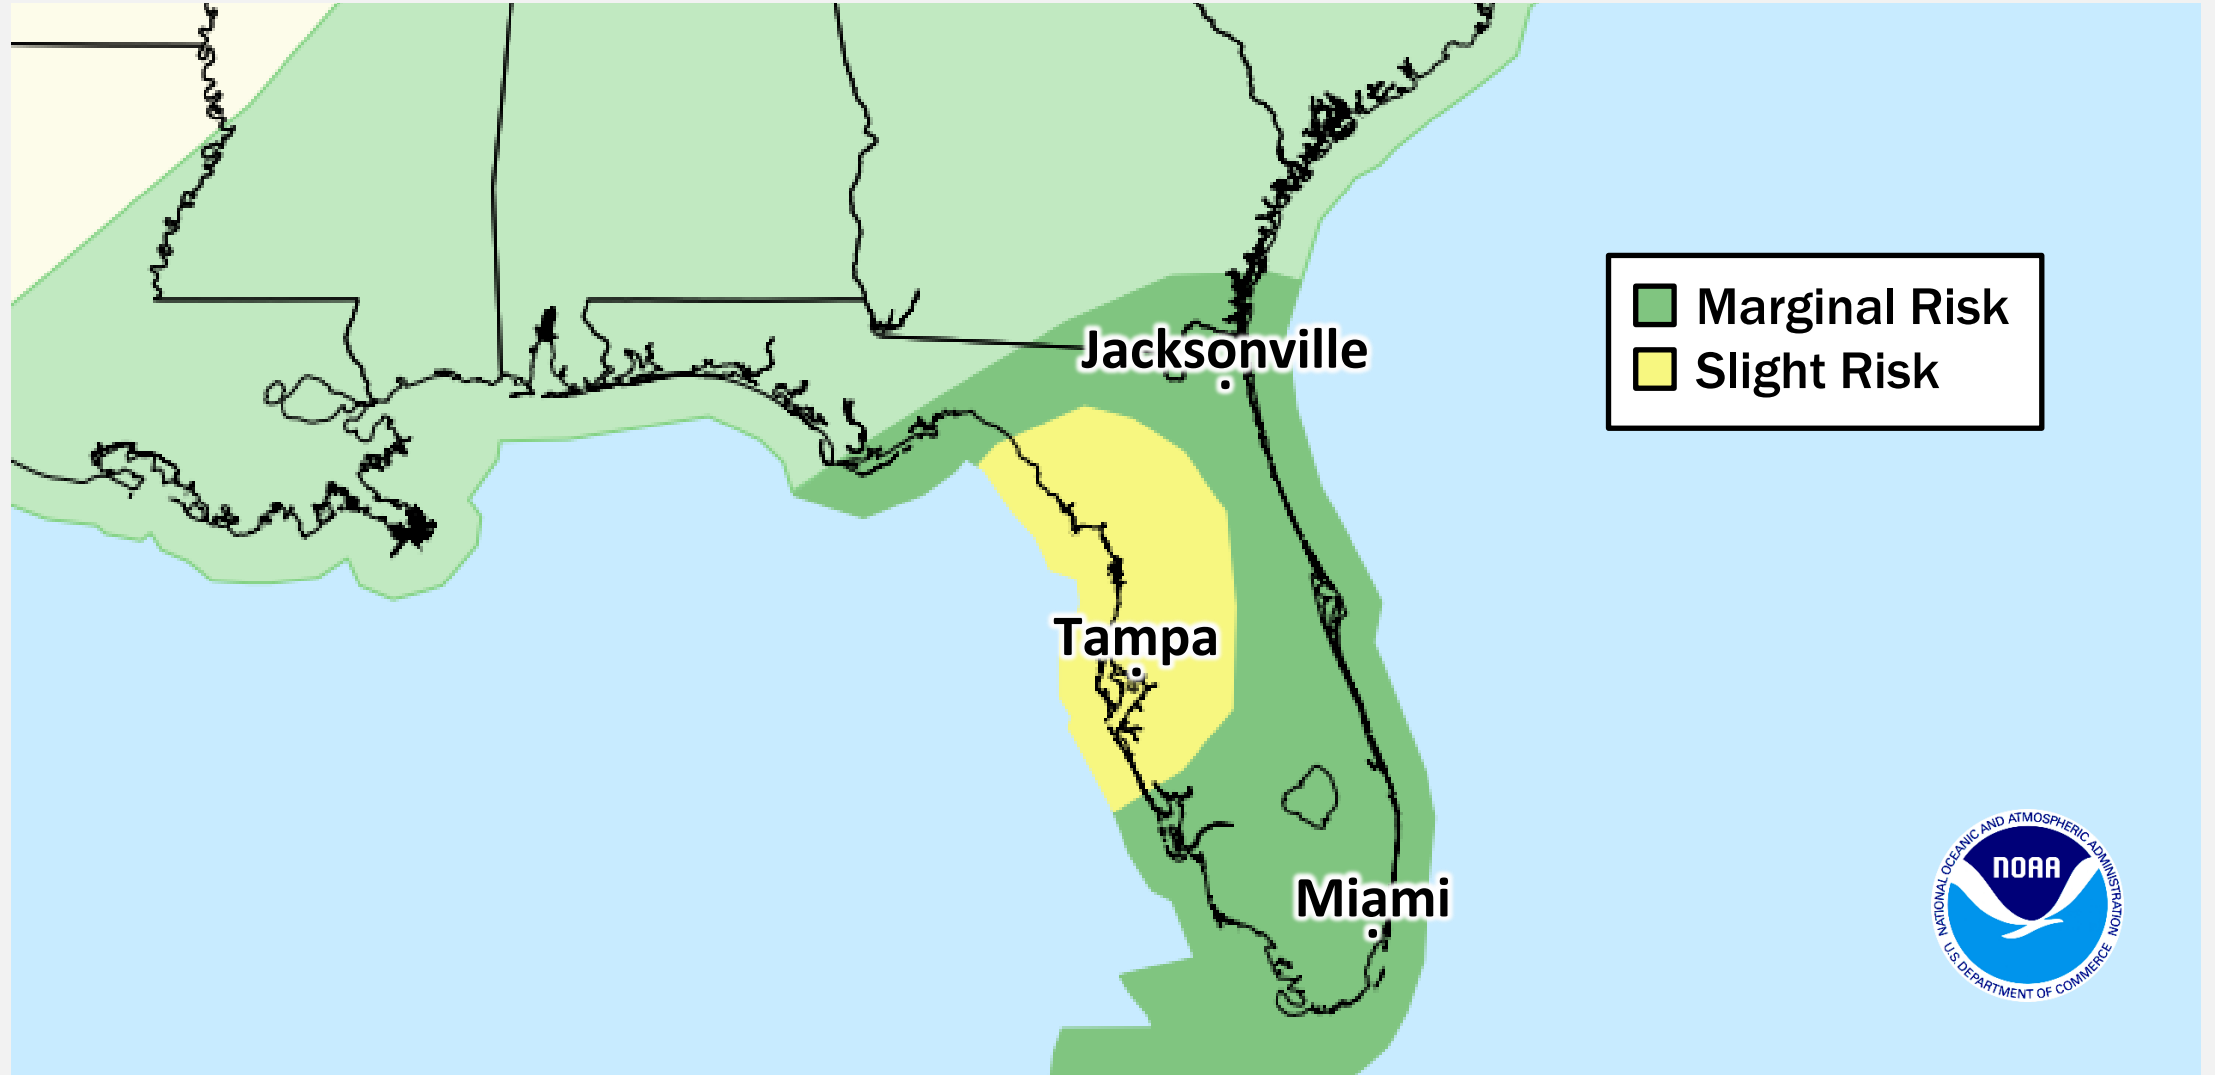 Jacksonville
Marginal Risk
Slight Risk
Tampa
Miami
NATIONAL OCEANIC AND ATMOSPHERIC ADMINISTRATION
NOAA
U.S. DEPARTMENT OF COMMERCE